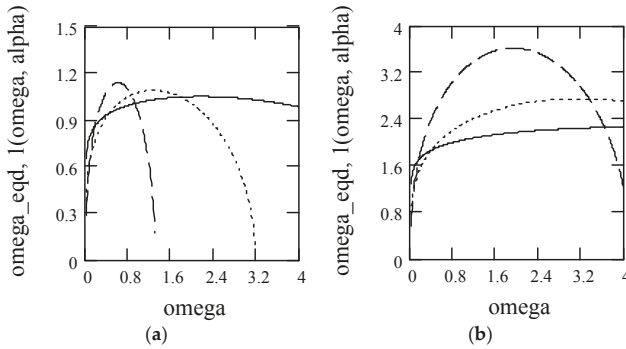 omega_eqd, 1(omega, alpha)
1.5
1.2
0.9
0.6
0.3
0
0 0.8 1.6 2.4 3.2 4
omega
(a)
omega_eqd, 1(omega, alpha)
4
3.2
2.4
1.6
0.8
0
0 0.8 1.6 2.4 3.2 4
omega
(b)